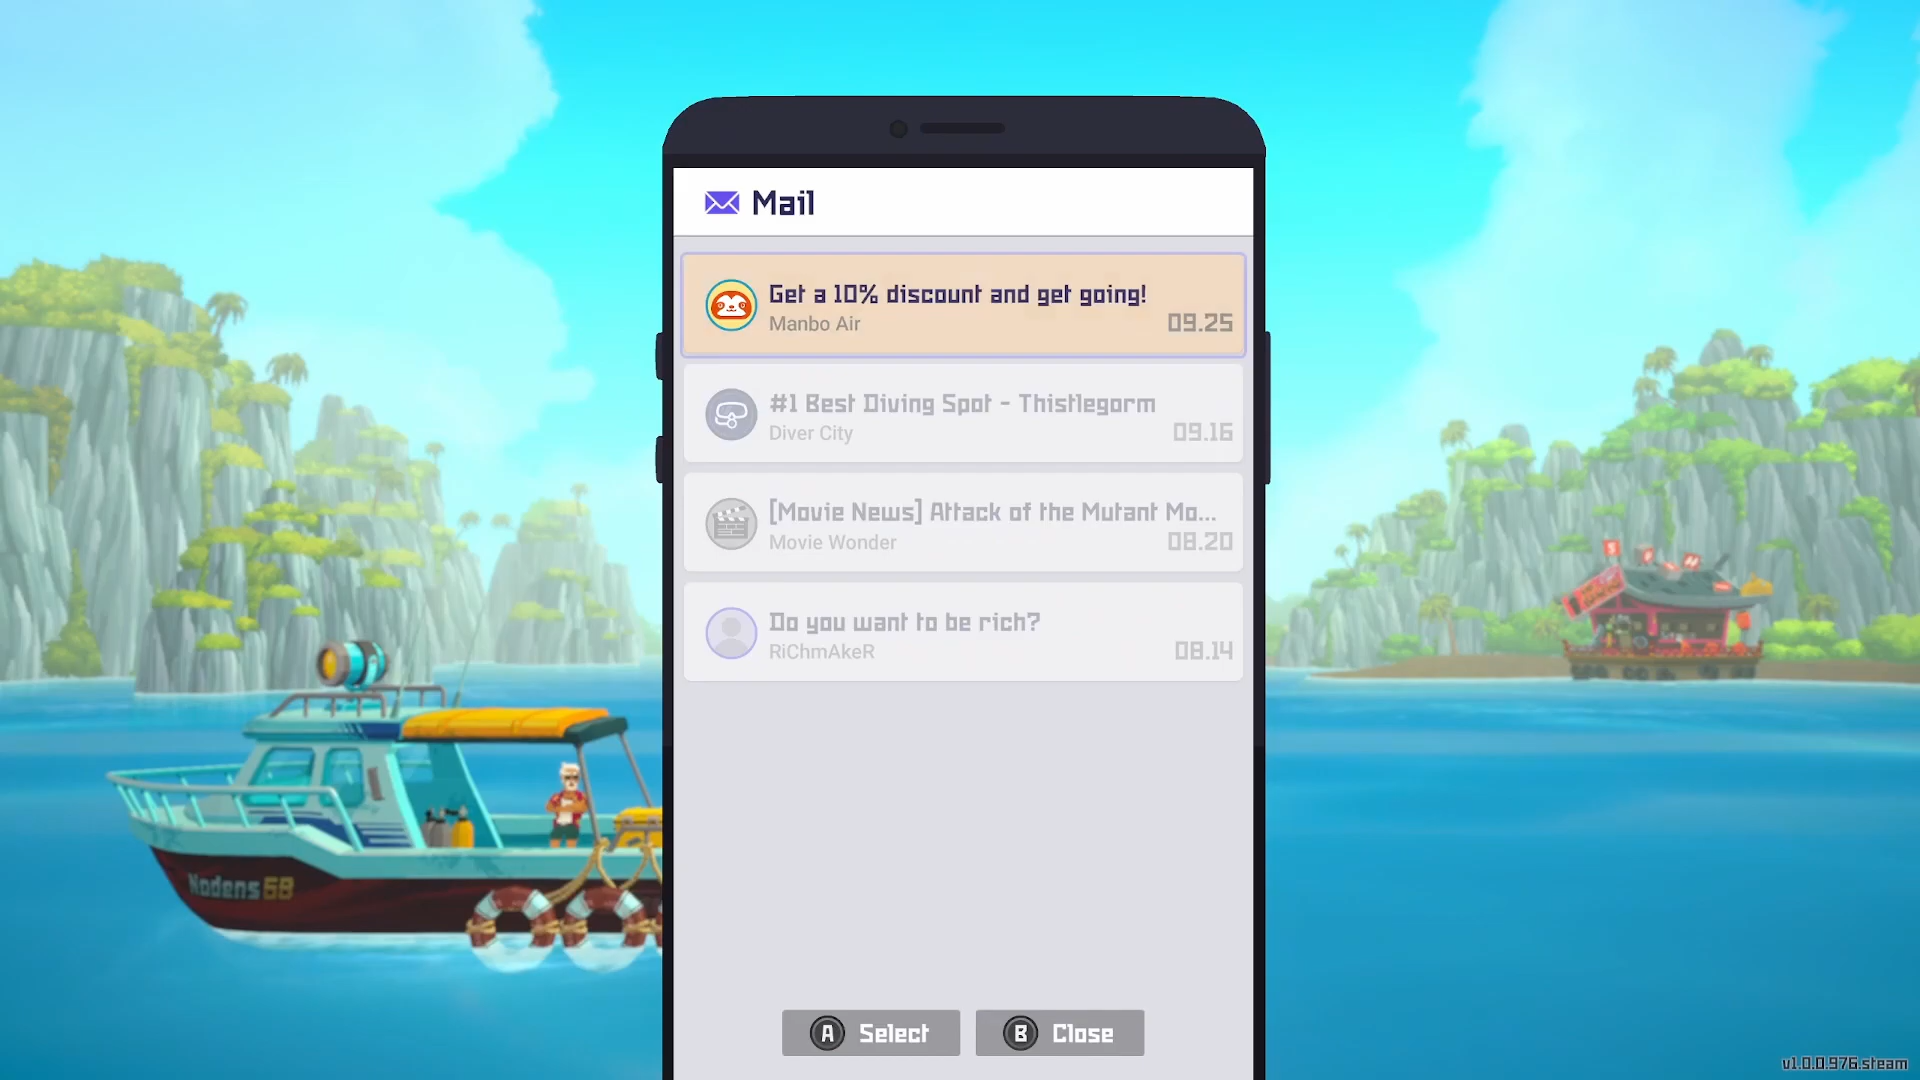 Mail
Get a 10% discount and get going!
Manbo Air
09.25
#1 Best Diving Spot - Thistlegorm
Diver City
09.16
[Movie News] Attack of the Mutant Mo...
Movie Wonder
08.20
Do you want to be rich?
RiChmAkeR
08.14
Nodens68
A Select
B Close
v1.0.0.976.steam